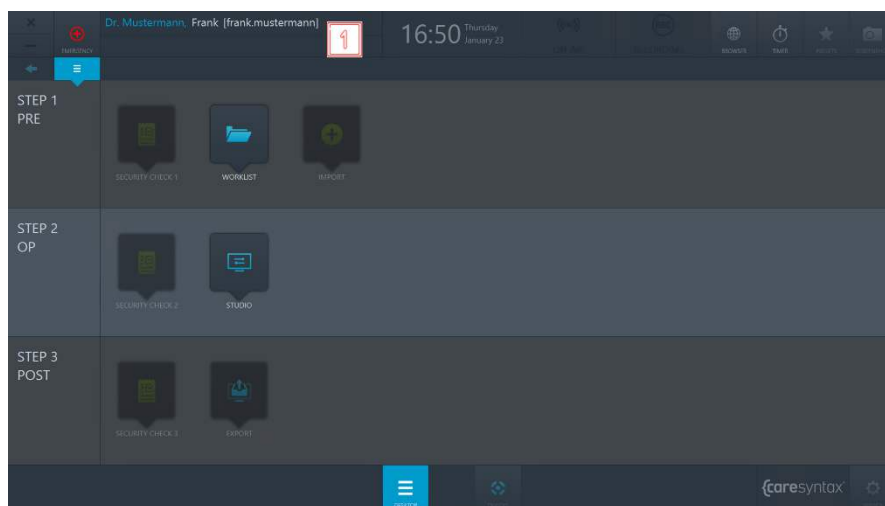 EMERGENCY
Dr. Mustermann, Frank [frank.mustermann]
1
16:50 Thursday
January 23
BROWSER
TIMER
STEP 1
PRE
SECURITY CHECK 1
WORKLIST
IMPORT
STEP 2
OP
SECURITY CHECK 2
STUDIO
STEP 3
POST
SECURITY CHECK 3
EXPORT
{caresyntax